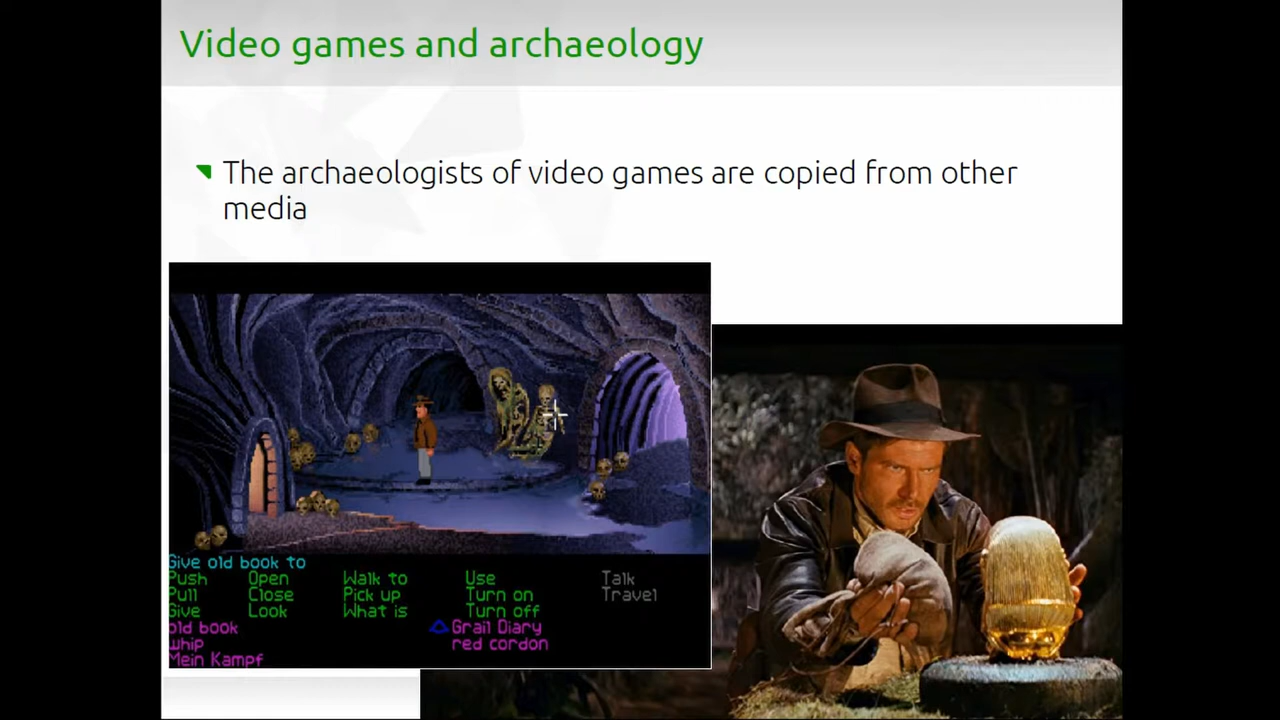 Video games and archaeology
The archaeologists of video games are copied from other
media
Give old book to
Push Open Walk to Use Talk
Pull Close Pick up Turn on Travel
Give Look What is Turn off
old book Grail Diary
whip red cordon
Mein Kampf